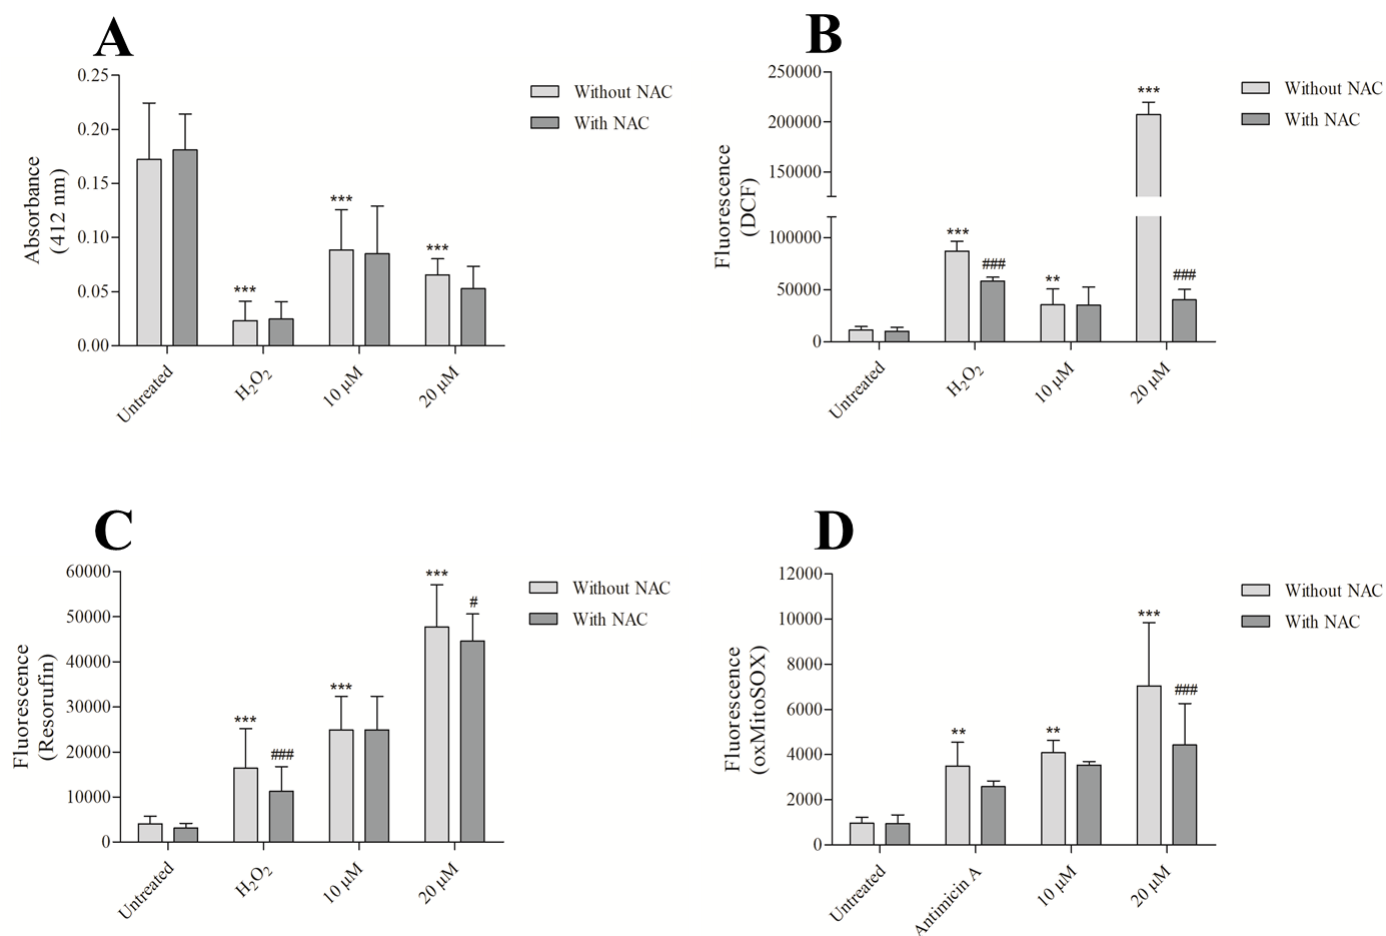 A
0.25
0.20
0.15
0.10
0.05
0.00
Absorbance
(412 nm)
***
***
***
Untreated
H₂O₂
10 µM
20 µM
Without NAC
With NAC
B
250000
200000
150000
100000
50000
0
Fluorescence
(DCF)
***
###
**
***
###
Untreated
H₂O₂
10 µM
20 µM
Without NAC
With NAC
C
60000
50000
40000
30000
20000
10000
0
Fluorescence
(Resorufin)
***
###
***
***
#
Untreated
H₂O₂
10 µM
20 µM
Without NAC
With NAC
D
12000
10000
8000
6000
4000
2000
0
Fluorescence
(oxMitoSOX)
**
**
***
###
Untreated
Antimicin A
10 µM
20 µM
Without NAC
With NAC